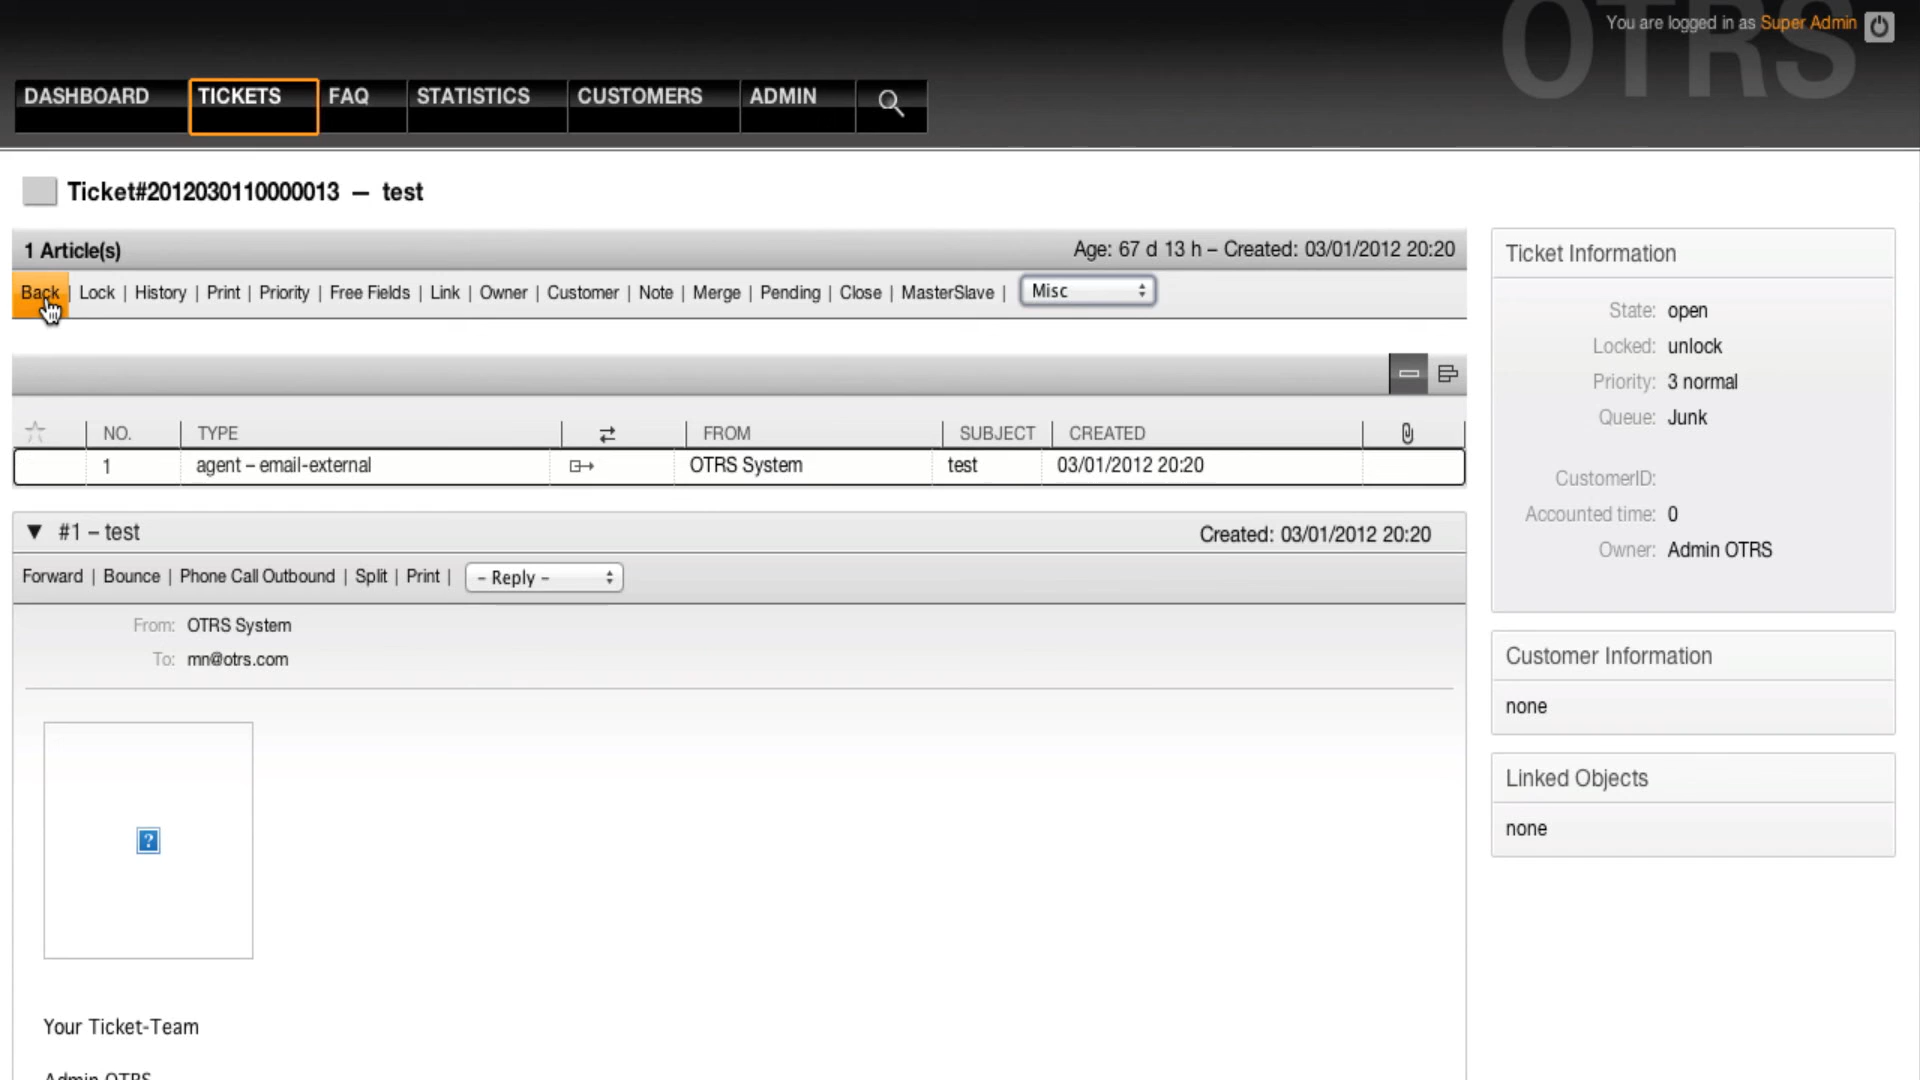 OTRS
You are logged in as Super Admin
DASHBOARD TICKETS FAQ STATISTICS CUSTOMERS ADMIN
Ticket#2012030110000013 – test
1 Article(s) Age: 67 d 13 h – Created: 03/01/2012 20:20
Back | Lock | History | Print | Priority | Free Fields | Link | Owner | Customer | Note | Merge | Pending | Close | MasterSlave | Misc
NO. TYPE FROM SUBJECT CREATED
1 agent – email-external OTRS System test 03/01/2012 20:20
#1 – test Created: 03/01/2012 20:20
Forward | Bounce | Phone Call Outbound | Split | Print | - Reply -
From: OTRS System
To: mn@otrs.com
?
Your Ticket-Team
Admin OTRS
Ticket Information
State: open
Locked: unlock
Priority: 3 normal
Queue: Junk
CustomerID:
Accounted time: 0
Owner: Admin OTRS
Customer Information
none
Linked Objects
none